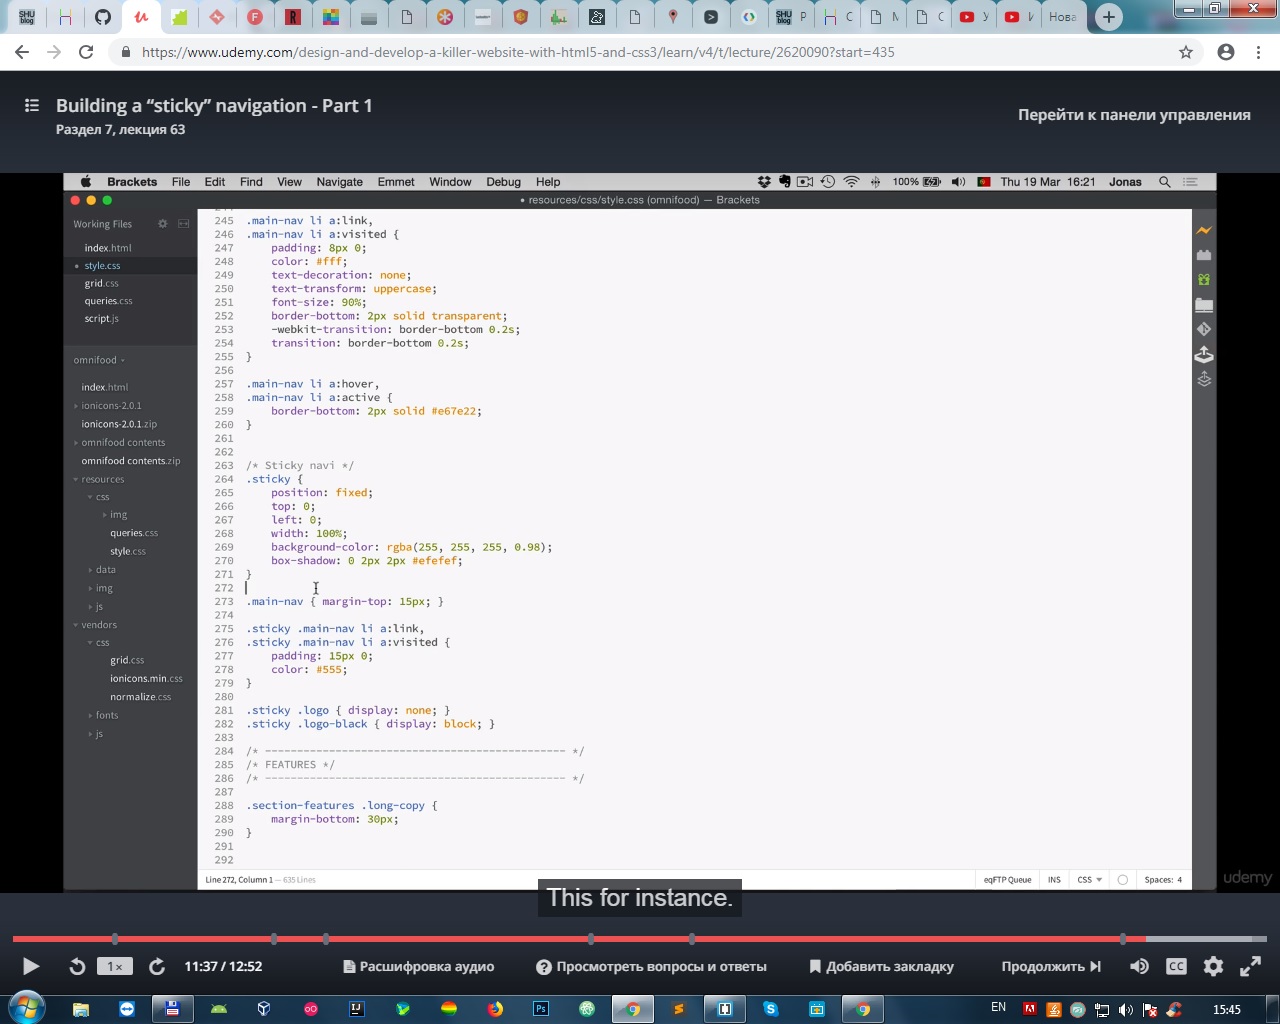 SHU blog
F
R
SHU blog
P
С
М
С
У
И
Нова
https://www.udemy.com/design-and-develop-a-killer-website-with-html5-and-css3/learn/v4/t/lecture/2620090?start=435
Building a “sticky” navigation - Part 1
Раздел 7, лекция 63
Перейти к панели управления
Brackets File Edit Find View Navigate Emmet Window Debug Help
100% Thu 19 Mar 16:21 Jonas
• resources/css/style.css (omnifood) — Brackets
Working Files
index.html
style.css
grid.css
queries.css
script.js
omnifood
index.html
ionicons-2.0.1
ionicons-2.0.1.zip
omnifood contents
omnifood contents.zip
resources
css
img
queries.css
style.css
data
img
js
vendors
css
grid.css
ionicons.min.css
normalize.css
fonts
js
245 .main-nav li a:link,
246 .main-nav li a:visited {
247 padding: 8px 0;
248 color: #fff;
249 text-decoration: none;
250 text-transform: uppercase;
251 font-size: 90%;
252 border-bottom: 2px solid transparent;
253 -webkit-transition: border-bottom 0.2s;
254 transition: border-bottom 0.2s;
255 }
256
257 .main-nav li a:hover,
258 .main-nav li a:active {
259 border-bottom: 2px solid #e67e22;
260 }
261
262
263 /* Sticky navi */
264 .sticky {
265 position: fixed;
266 top: 0;
267 left: 0;
268 width: 100%;
269 background-color: rgba(255, 255, 255, 0.98);
270 box-shadow: 0 2px 2px #efefef;
271 }
272
273 .main-nav { margin-top: 15px; }
274
275 .sticky .main-nav li a:link,
276 .sticky .main-nav li a:visited {
277 padding: 15px 0;
278 color: #555;
279 }
280
281 .sticky .logo { display: none; }
282 .sticky .logo-black { display: block; }
283
284 /* ----------------------------------------------- */
285 /* FEATURES */
286 /* ----------------------------------------------- */
287
288 .section-features .long-copy {
289 margin-bottom: 30px;
290 }
291
292
Line 272, Column 1 — 635 Lines
eqFTP Queue INS CSS Spaces: 4
udemy
This for instance.
1× 11:37 / 12:52 Расшифровка аудио Просмотреть вопросы и ответы Добавить закладку Продолжить CC
EN 15:45